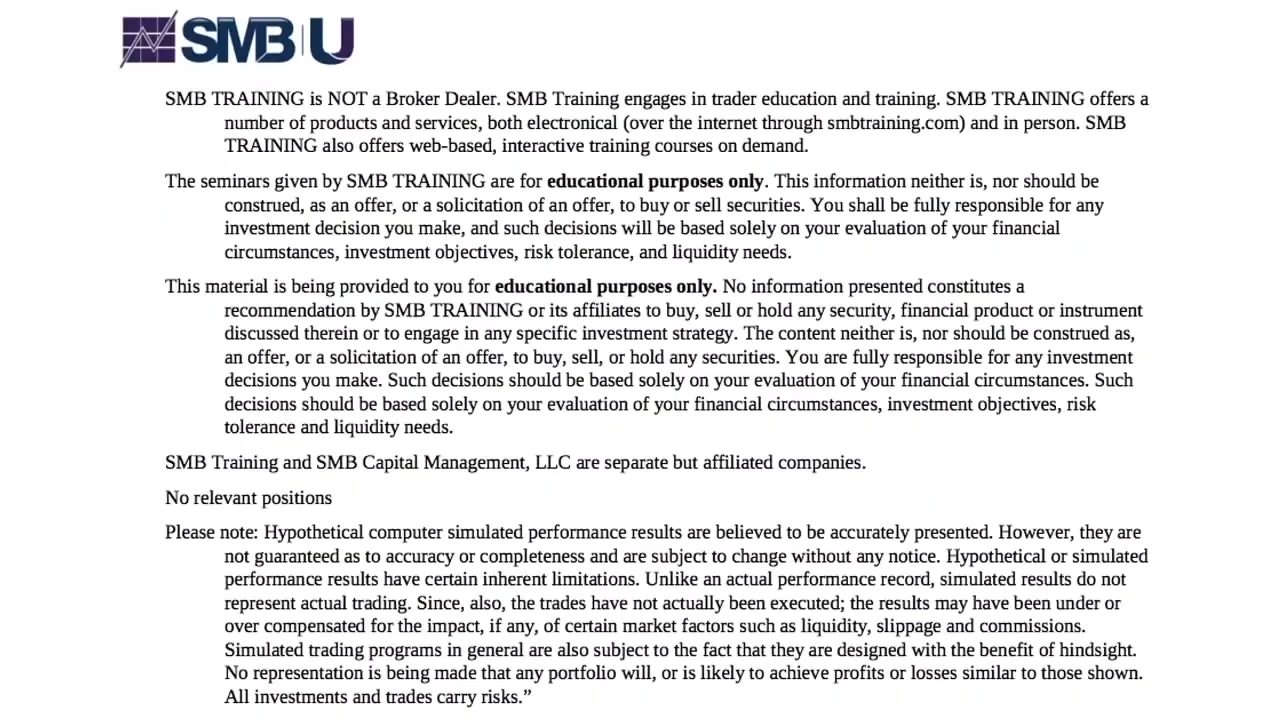 SMB U
SMB TRAINING is NOT a Broker Dealer. SMB Training engages in trader education and training. SMB TRAINING offers a
number of products and services, both electronical (over the internet through smbtraining.com) and in person. SMB
TRAINING also offers web-based, interactive training courses on demand.
The seminars given by SMB TRAINING are for educational purposes only. This information neither is, nor should be
construed, as an offer, or a solicitation of an offer, to buy or sell securities. You shall be fully responsible for any
investment decision you make, and such decisions will be based solely on your evaluation of your financial
circumstances, investment objectives, risk tolerance, and liquidity needs.
This material is being provided to you for educational purposes only. No information presented constitutes a
recommendation by SMB TRAINING or its affiliates to buy, sell or hold any security, financial product or instrument
discussed therein or to engage in any specific investment strategy. The content neither is, nor should be construed as,
an offer, or a solicitation of an offer, to buy, sell, or hold any securities. You are fully responsible for any investment
decisions you make. Such decisions should be based solely on your evaluation of your financial circumstances. Such
decisions should be based solely on your evaluation of your financial circumstances, investment objectives, risk
tolerance and liquidity needs.
SMB Training and SMB Capital Management, LLC are separate but affiliated companies.
No relevant positions
Please note: Hypothetical computer simulated performance results are believed to be accurately presented. However, they are
not guaranteed as to accuracy or completeness and are subject to change without any notice. Hypothetical or simulated
performance results have certain inherent limitations. Unlike an actual performance record, simulated results do not
represent actual trading. Since, also, the trades have not actually been executed; the results may have been under or
over compensated for the impact, if any, of certain market factors such as liquidity, slippage and commissions.
Simulated trading programs in general are also subject to the fact that they are designed with the benefit of hindsight.
No representation is being made that any portfolio will, or is likely to achieve profits or losses similar to those shown.
All investments and trades carry risks.”